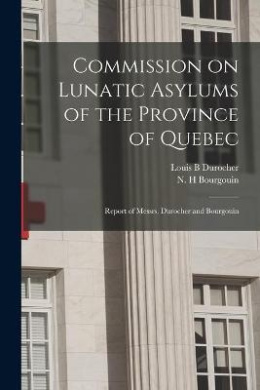 Commission on
Lunatic Asylums
of the Province
of Quebec
Louis B Durocher
N. H Bourgouin
Report of Messrs. Durocher and Bourgouin